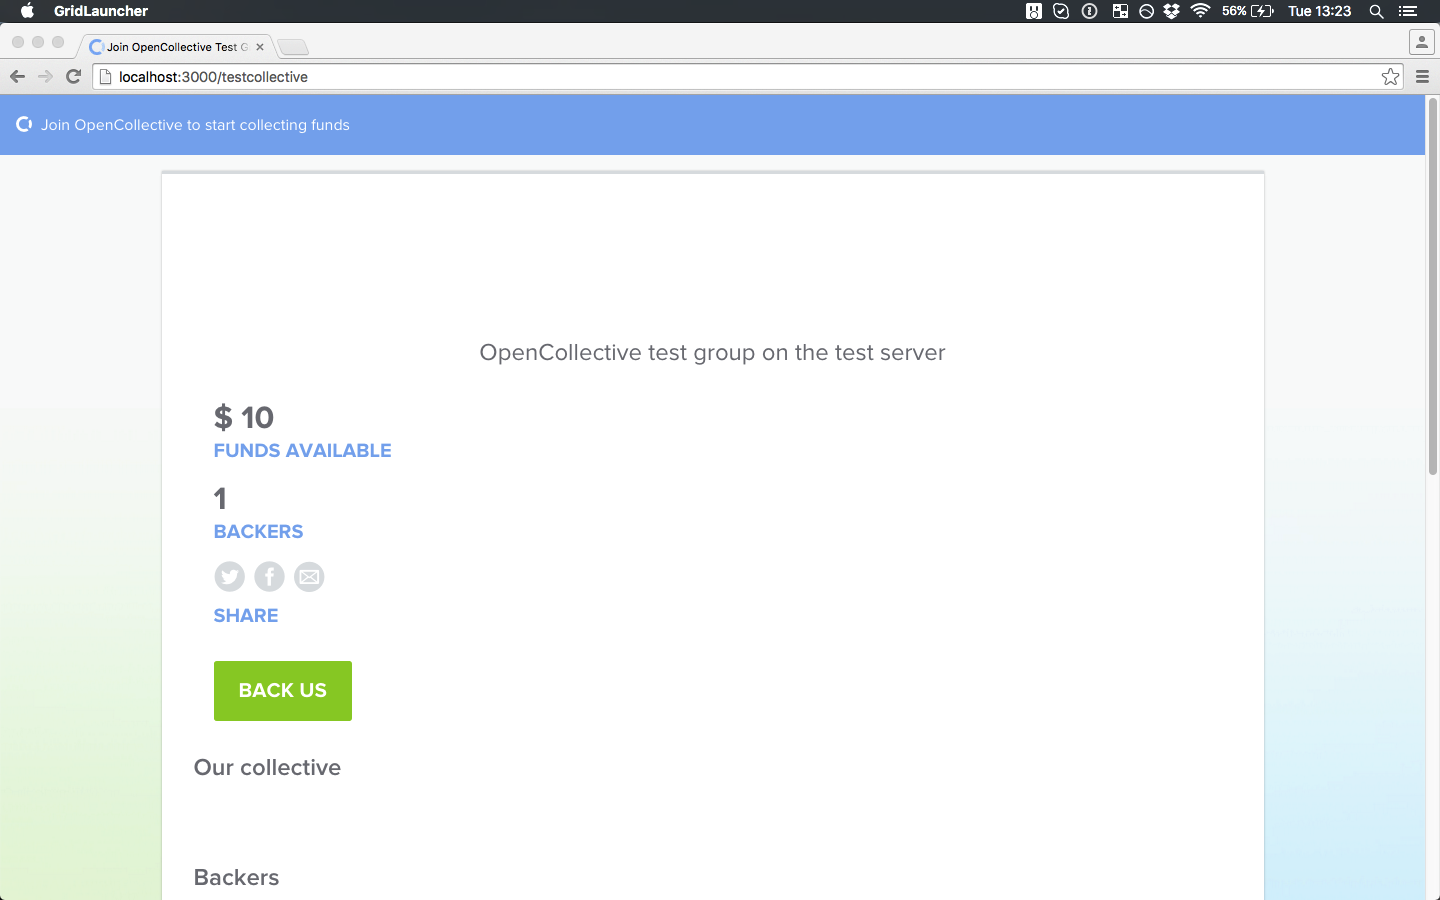 GridLauncher
56%
Tue 13:23
Join OpenCollective Test G
localhost:3000/testcollective
Join OpenCollective to start collecting funds
OpenCollective test group on the test server
$ 10
FUNDS AVAILABLE
1
BACKERS
SHARE
BACK US
Our collective
Backers